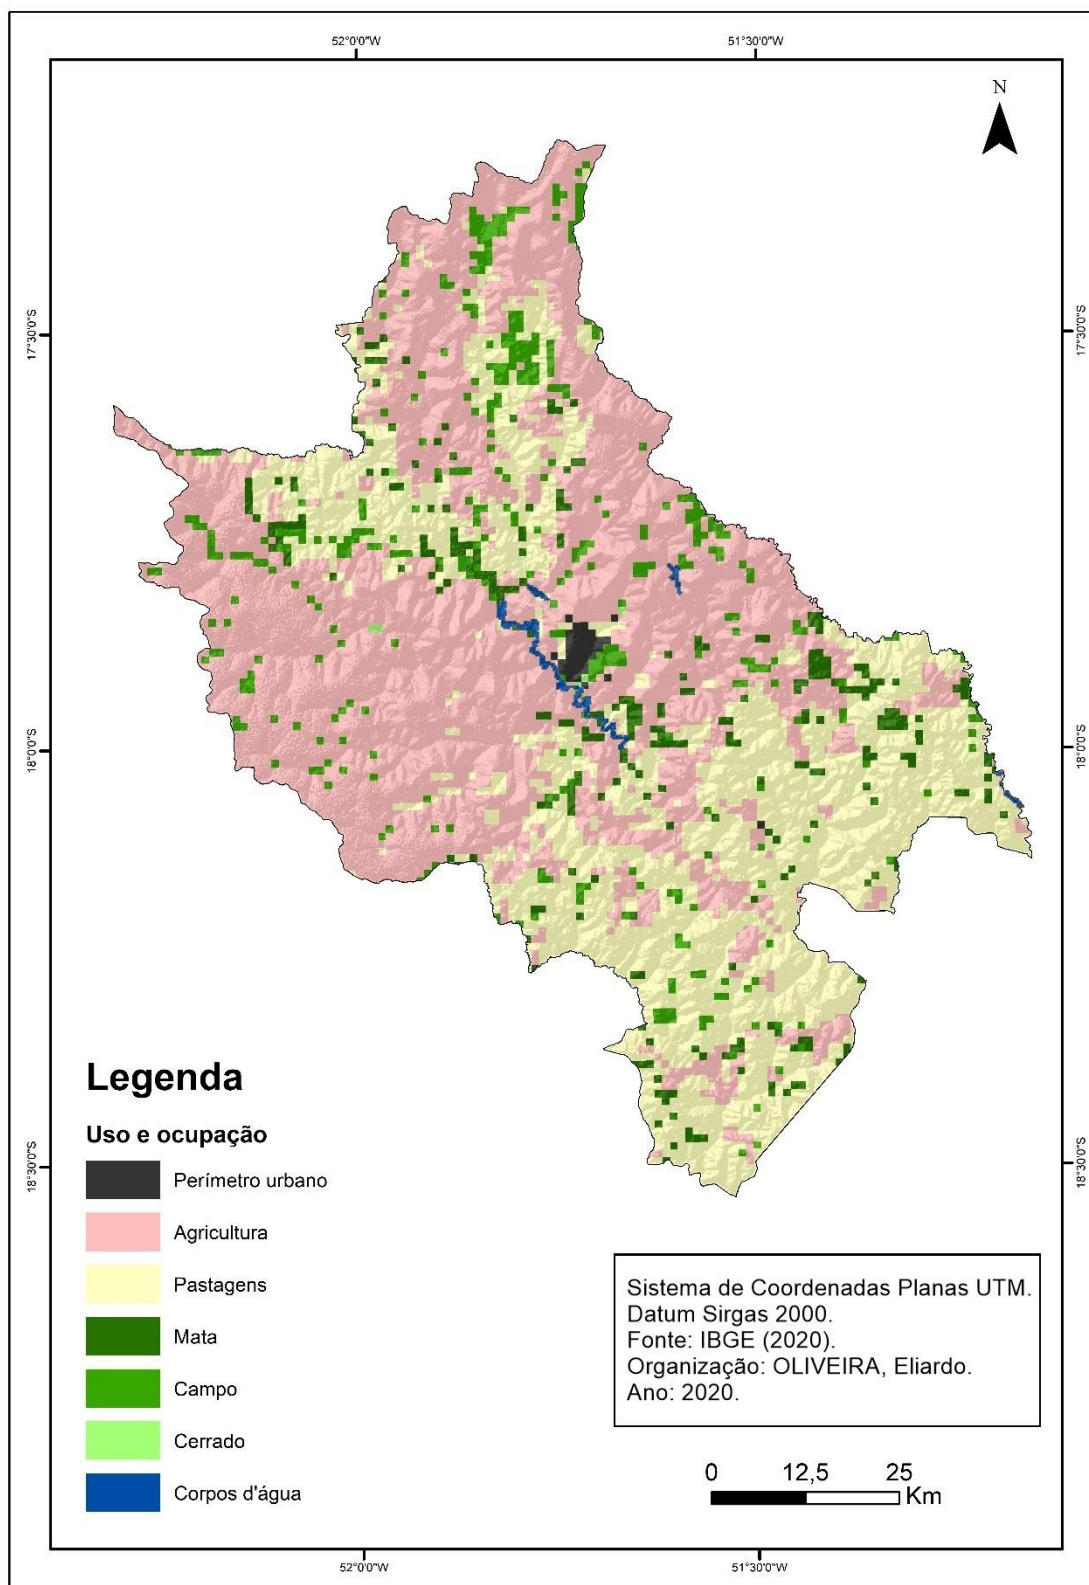 52°0'0"W
51°30'0"W
N
17°30'0"S
17°30'0"S
18°0'0"S
18°0'0"S
18°30'0"S
18°30'0"S
Legenda
Uso e ocupação
Perímetro urbano
Agricultura
Pastagens
Mata
Campo
Cerrado
Corpos d'água
Sistema de Coordenadas Planas UTM.
Datum Sirgas 2000.
Fonte: IBGE (2020).
Organização: OLIVEIRA, Eliardo.
Ano: 2020.
0 12,5 25
Km
52°0'0"W
51°30'0"W